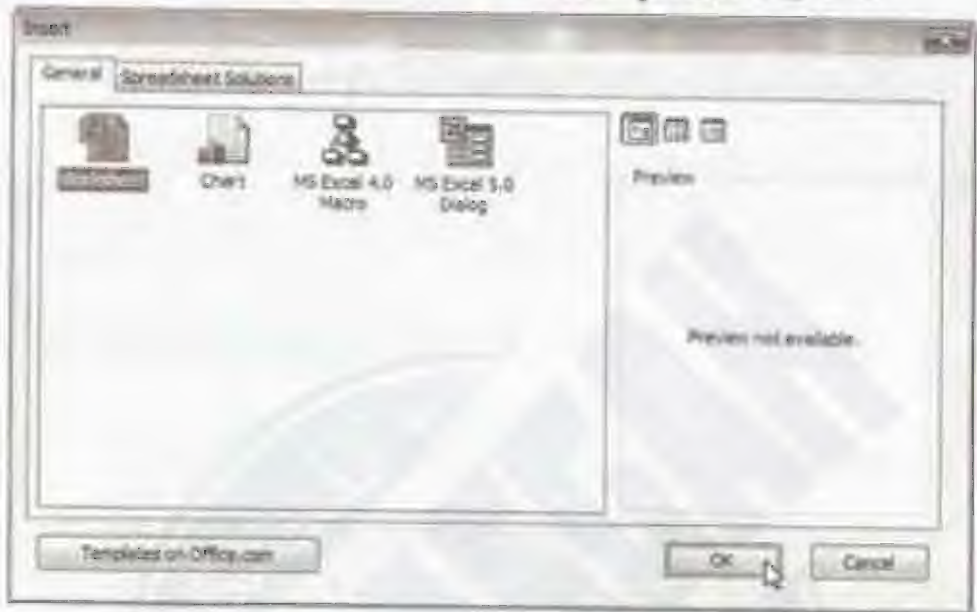 Insert
General Spreadsheet Solutions
Chart MS Excel 4.0 MS Excel 5.0
Macro Dialog
Preview
Preview not available.
Templates on Office.com OK Cancel